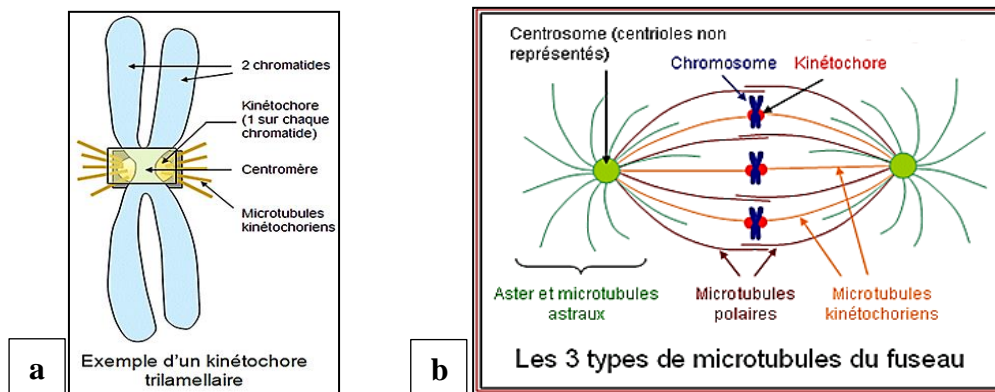 2 chromatides
Kinétochore
(1 sur chaque
chromatide)
Centromère
Microtubules
kinétochoriens
a
Exemple d'un kinétochore
trilamellaire
Centrosome (centrioles non
représentés)
Chromosome
Kinétochore
Aster et microtubules
astraux
Microtubules
polaires
Microtubules
kinétochoriens
b
Les 3 types de microtubules du fuseau